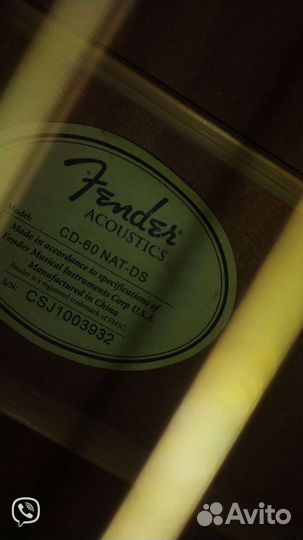 Fender
ACOUSTICS
Model: CD-60 NAT-DS
Made in accordance to specifications of
Fender Musical Instruments Corp U.S.A.
Manufactured in China
Fender is a registered trademark of FMIC
S/N: CSJ1003932
Avito